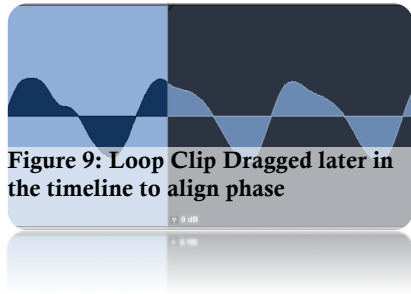 Figure 9: Loop Clip Dragged later in
the timeline to align phase
0 dB